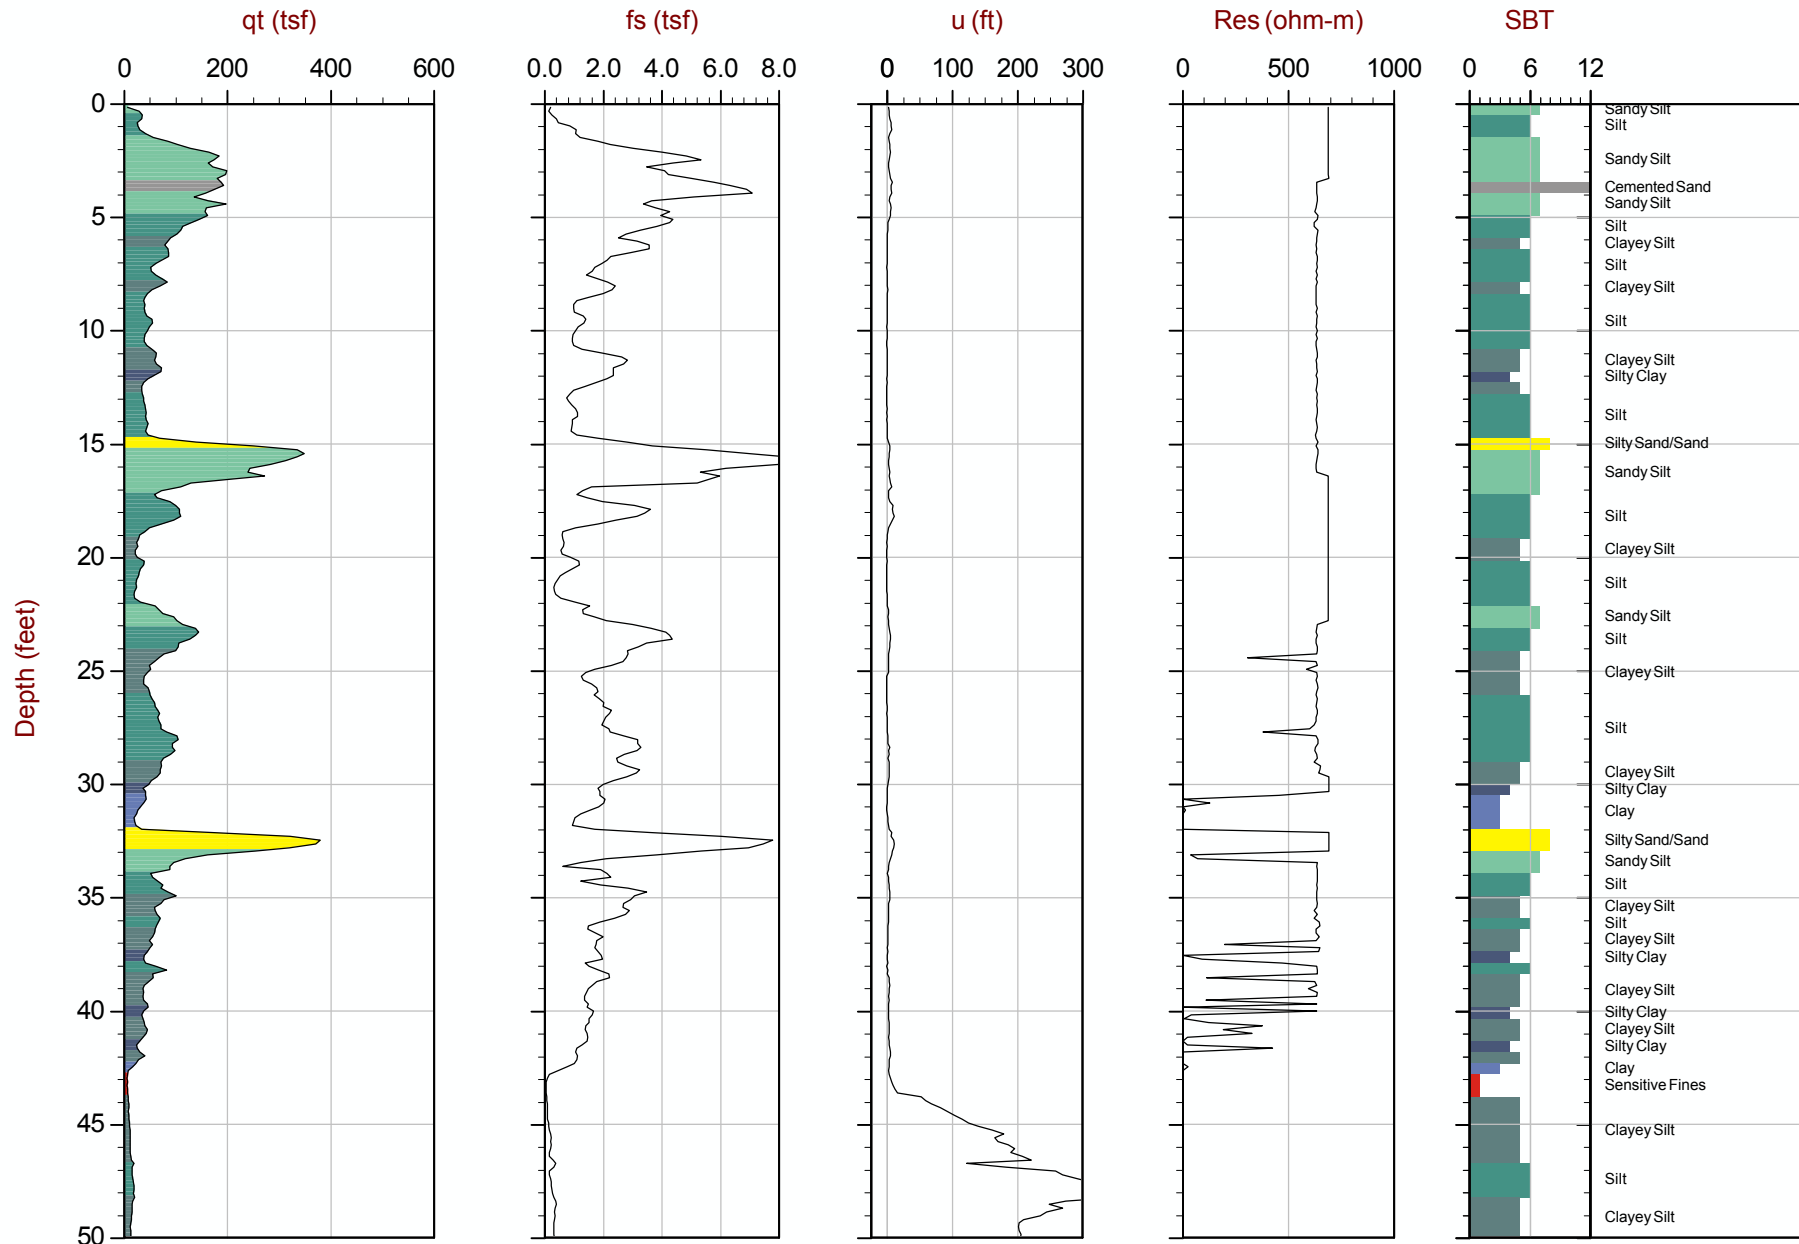 qt (tsf)
fs (tsf)
u (ft)
Res (ohm-m)
SBT
0 200 400 600
0.0 2.0 4.0 6.0 8.0
0 100 200 300
0 500 1000
0 6 12
Depth (feet)
0
5
10
15
20
25
30
35
40
45
50
Sandy Silt
Silt
Sandy Silt
Cemented Sand
Sandy Silt
Silt
Clayey Silt
Silt
Clayey Silt
Silt
Clayey Silt
Silty Clay
Silt
Silty Sand/Sand
Sandy Silt
Silt
Clayey Silt
Silt
Sandy Silt
Silt
Clayey Silt
Silt
Clayey Silt
Silty Clay
Clay
Silty Sand/Sand
Sandy Silt
Silt
Clayey Silt
Silt
Clayey Silt
Silty Clay
Clayey Silt
Silty Clay
Clayey Silt
Silty Clay
Clay
Sensitive Fines
Clayey Silt
Silt
Clayey Silt